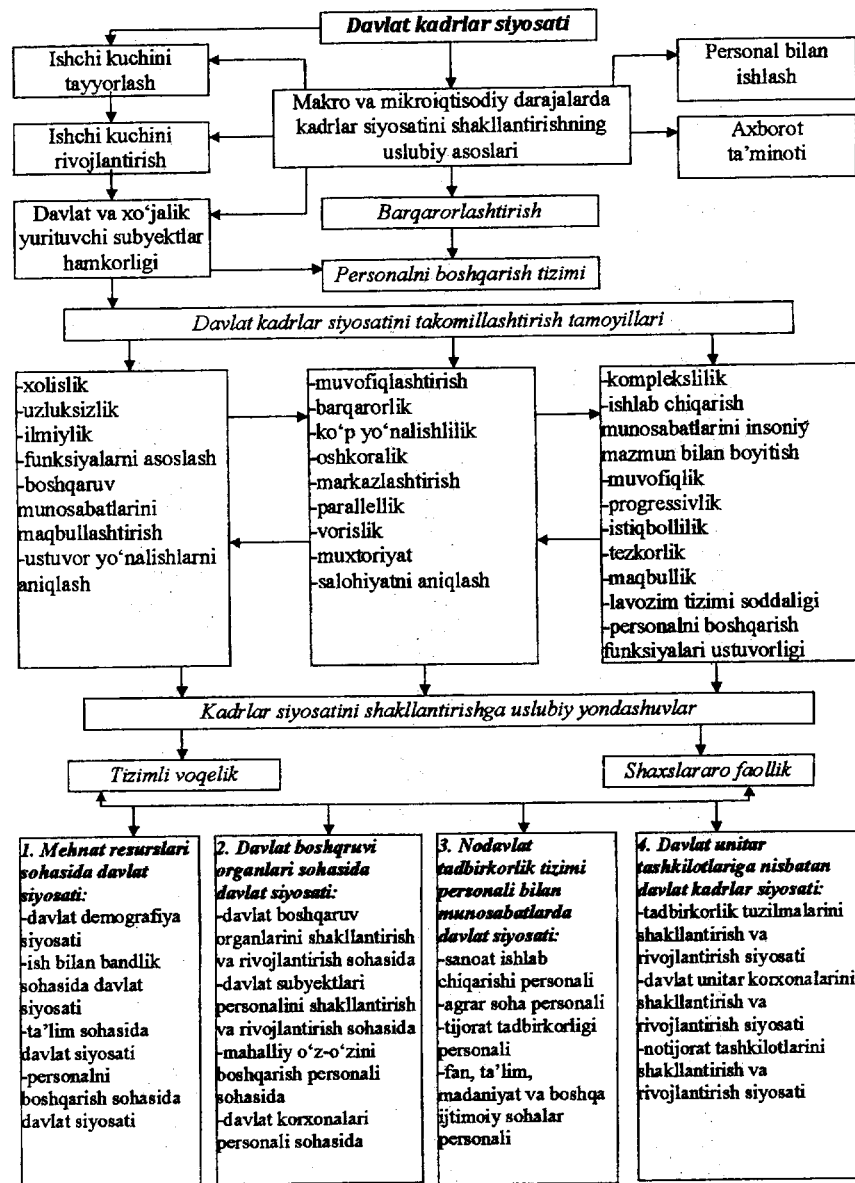 Davlat kadrlar siyosati
Ishchi kuchini
tayyorlash
Personal bilan
ishlash
Makro va mikroiqtisodiy darajalarda
kadrlar siyosatini shakllantirishning
uslubiy asoslari
Ishchi kuchini
rivojlantirish
Axborot
ta’minoti
Davlat va xo‘jalik
yurituvchi subyektlar
hamkorligi
Barqarorlashtirish
Personalni boshqarish tizimi
Davlat kadrlar siyosatini takomillashtirish tamoyillari
-xolislik
-uzluksizlik
-ilmiylik
-funksiyalarni asoslash
-boshqaruv
munosabatlarini
maqbullashtirish
-ustuvor yo‘nalishlarni
aniqlash
-muvofiqlashtirish
-barqarorlik
-ko‘p yo‘nalishlilik
-oshkoralik
-markazlashtirish
-parallellik
-vorislik
-muxtoriyat
-salohiyatni aniqlash
-komplekslilik
-ishlab chiqarish
munosabatlarini insoniy
mazmun bilan boyitish
-muvofiqlik
-progressivlik
-istiqbollilik
-tezkorlik
-maqbullik
-lavozim tizimi soddaligi
-personalni boshqarish
funksiyalari ustuvorligi
Kadrlar siyosatini shakllantirishga uslubiy yondashuvlar
Tizimli voqelik
Shaxslararo faollik
1. Mehnat resurslari
sohasida davlat
siyosati:
-davlat demografiya
siyosati
-ish bilan bandlik
sohasida davlat
siyosati
-ta’lim sohasida
davlat siyosati
-personalni
boshqarish sohasida
davlat siyosati
2. Davlat boshqruvi
organlari sohasida
davlat siyosati:
-davlat boshqaruv
organlarini shakllantirish
va rivojlantirish sohasida
-davlat subyektlari
personalini shakllantirish
va rivojlantirish sohasida
-mahalliy o‘z-o‘zini
boshqarish personali
sohasida
-davlat korxonalari
personali sohasida
3. Nodavlat
tadbirkorlik tizimi
personali bilan
munosabatlarda
davlat siyosati:
-sanoat ishlab
chiqarishi personali
-agrar soha personali
-tijorat tadbirkorligi
personali
-fan, ta’lim,
madaniyat va boshqa
ijtimoiy sohalar
personali
4. Davlat unitar
tashkilotlariga nisbatan
davlat kadrlar siyosati:
-tadbirkorlik tuzilmalarini
shakllantirish va
rivojlantirish siyosati
-davlat unitar korxonalarini
shakllantirish va
rivojlantirish siyosati
-notijorat tashkilotlarini
shakllantirish va
rivojlantirish siyosati